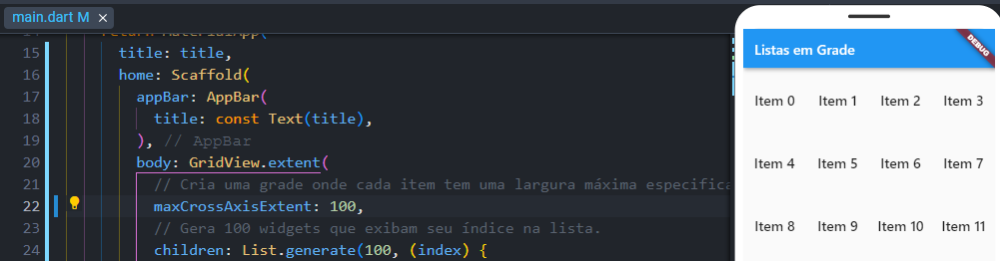 main.dart M ×
14 return MaterialApp(
15 title: title,
16 home: Scaffold(
17 appBar: AppBar(
18 title: const Text(title),
19 ), // AppBar
20 body: GridView.extent(
21 // Cria uma grade onde cada item tem uma largura máxima especifica
22 maxCrossAxisExtent: 100,
23 // Gera 100 widgets que exibam seu índice na lista.
24 children: List.generate(100, (index) {
Listas em Grade
DEBUG
Item 0 Item 1 Item 2 Item 3
Item 4 Item 5 Item 6 Item 7
Item 8 Item 9 Item 10 Item 11